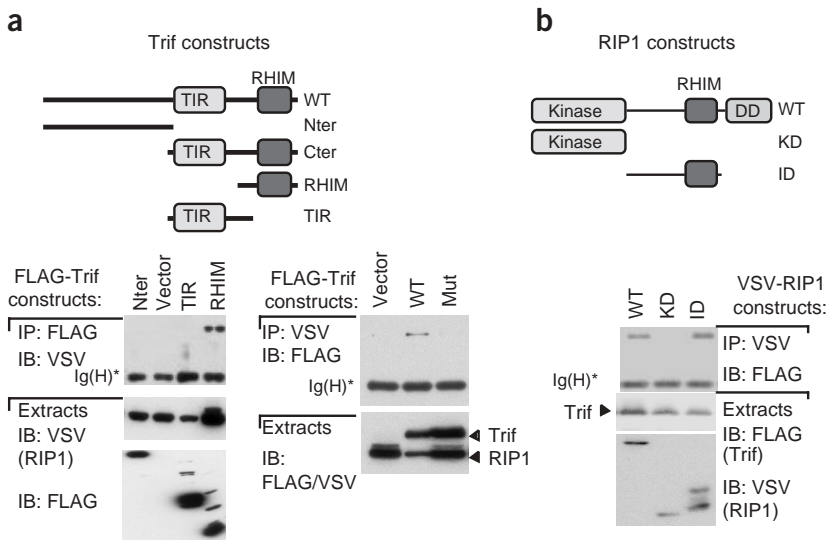 a
Trif constructs
RHIM
TIR
WT
Nter
TIR
Cter
RHIM
TIR
TIR
FLAG-Trif
constructs:
Nter
Vector
TIR
RHIM
IP: FLAG
IB: VSV
Ig(H)*
Extracts
IB: VSV
(RIP1)
IB: FLAG
FLAG-Trif
constructs:
Vector
WT
Mut
IP: VSV
IB: FLAG
Ig(H)*
Extracts
IB:
FLAG/VSV
Trif
RIP1
b
RIP1 constructs
RHIM
Kinase
DD
WT
Kinase
KD
ID
WT
KD
ID
VSV-RIP1
constructs:
IP: VSV
Ig(H)*
IB: FLAG
Trif
Extracts
IB: FLAG
(Trif)
IB: VSV
(RIP1)